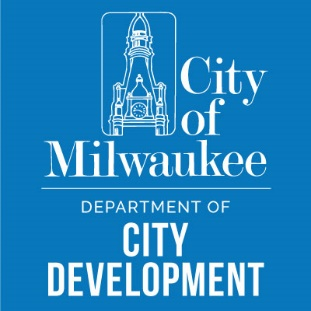 City
of
Milwaukee
DEPARTMENT OF
CITY
DEVELOPMENT